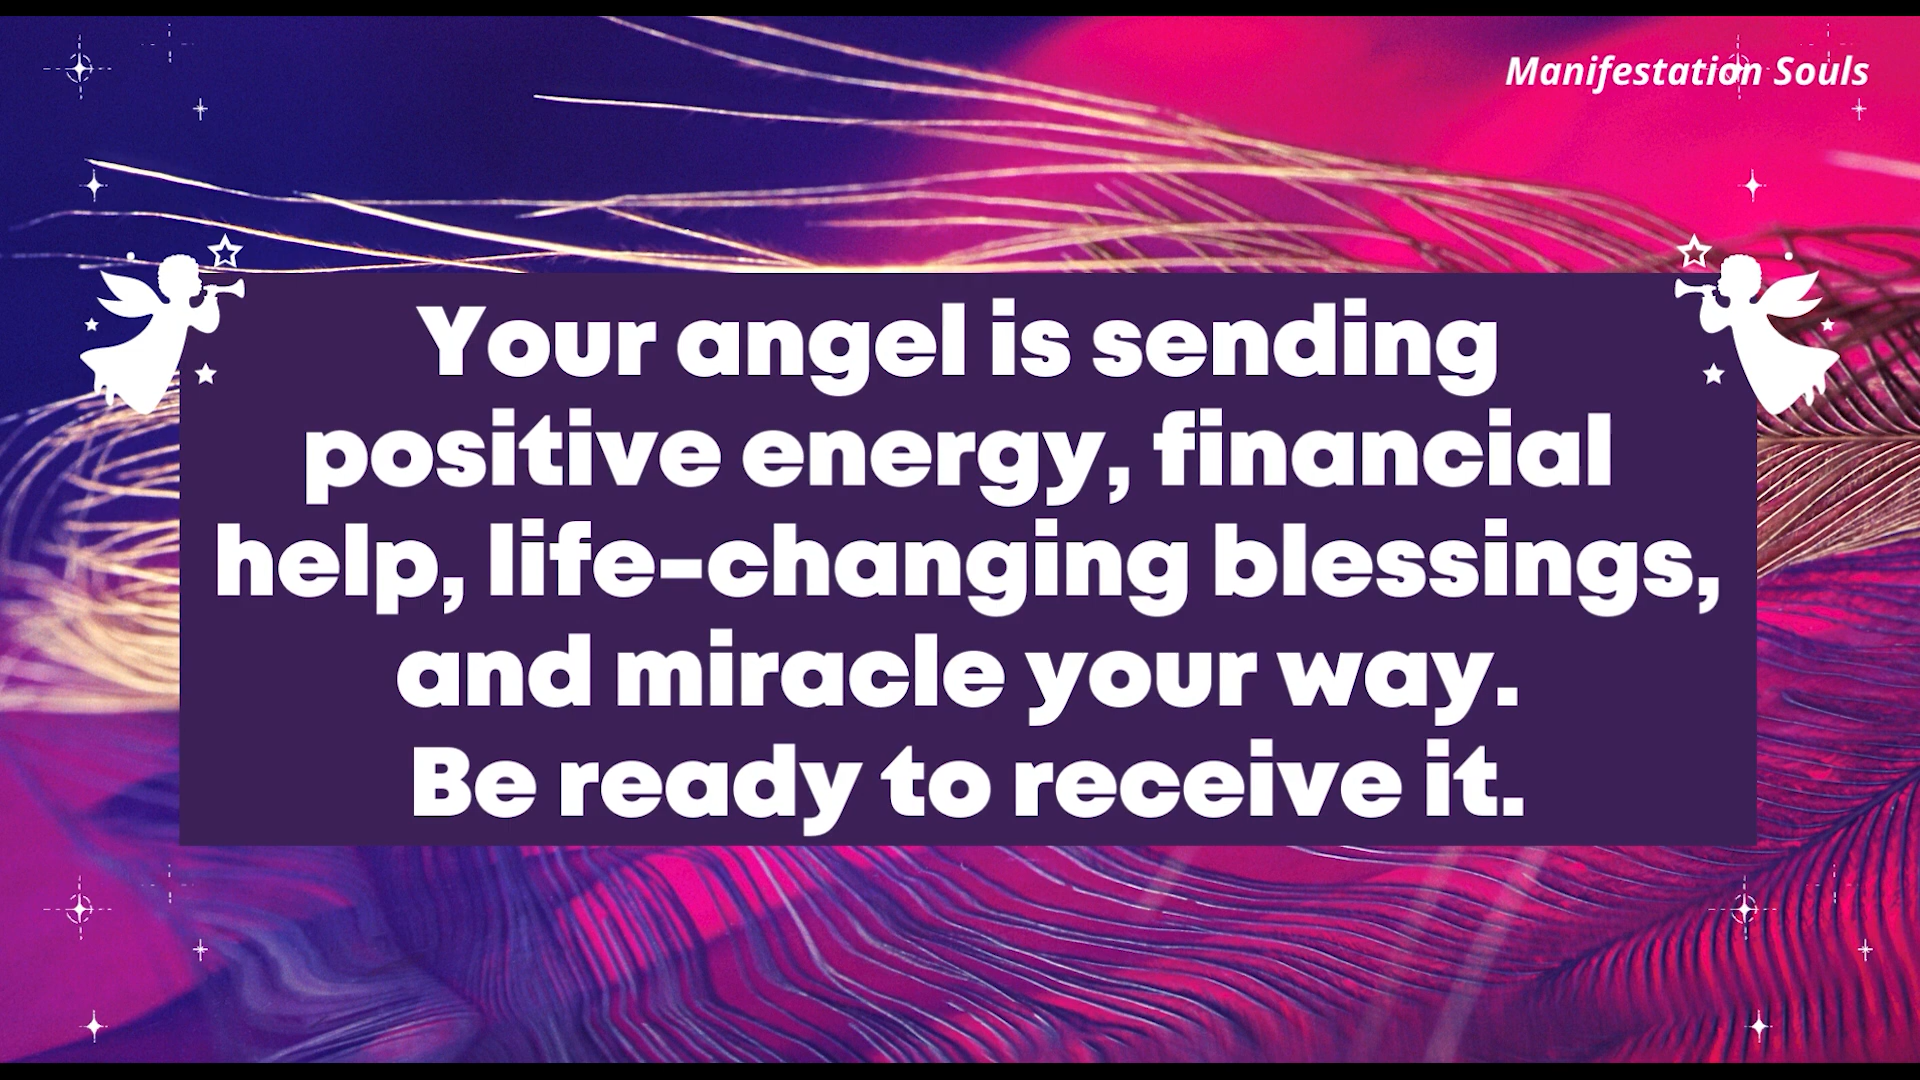 Manifestation Souls
Your angel is sending
positive energy, financial
help, life-changing blessings,
and miracle your way.
Be ready to receive it.